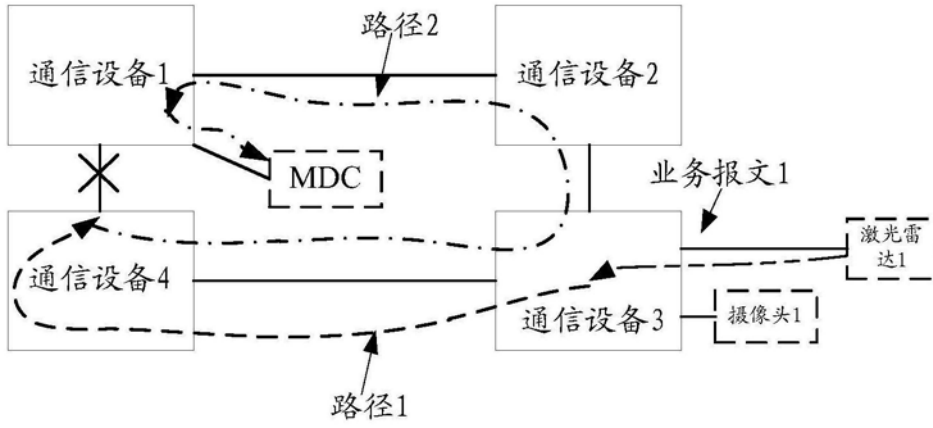 路径2
通信设备1
通信设备2
MDC
业务报文1
激光雷
达1
通信设备4
通信设备3
摄像头1
路径1